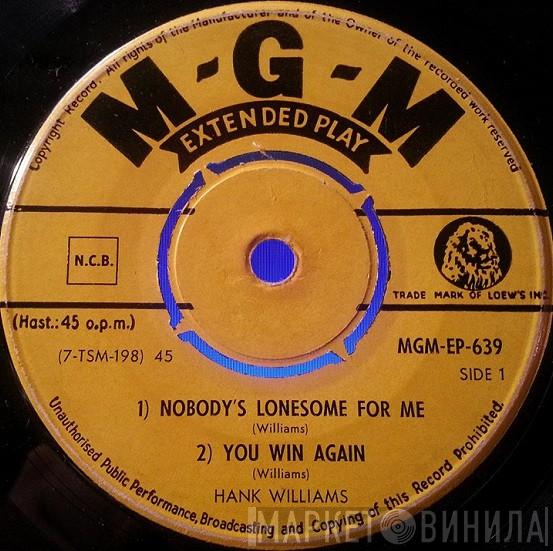 Copyright Record. All rights of the Manufacturer and of the Owner of the recorded work reserved
M-G-M
EXTENDED PLAY
N.C.B.
TRADE MARK OF LOEW'S INC.
(Hast.: 45 o.p.m.)
(7-TSM-198) 45
MGM-EP-639
SIDE 1
1) NOBODY'S LONESOME FOR ME
(Williams)
2) YOU WIN AGAIN
(Williams)
HANK WILLIAMS
Unauthorised Public Performance, Broadcasting and Copying of this Record Prohibited.
МАРКЕТ ВИНИЛА